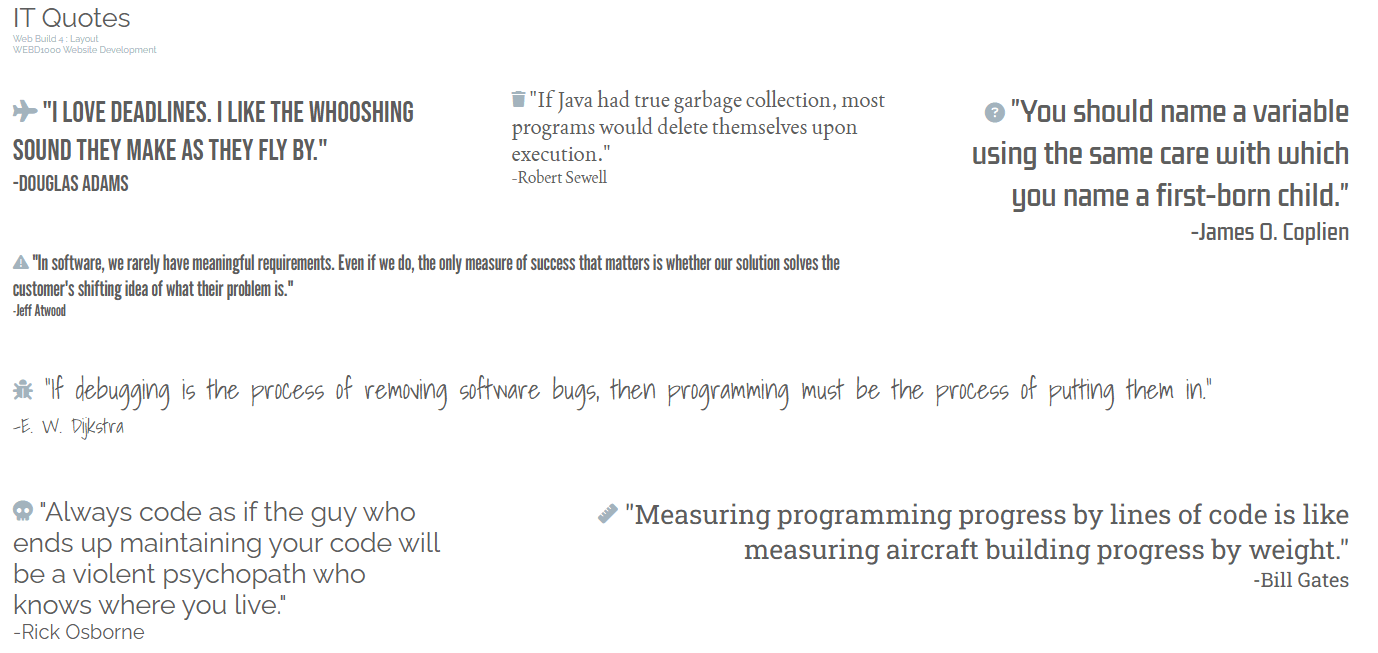 IT Quotes
Web Build 4 : Layout
WEBD1000 Website Development
"I LOVE DEADLINES. I LIKE THE WHOOSHING
SOUND THEY MAKE AS THEY FLY BY."
-DOUGLAS ADAMS
"If Java had true garbage collection, most
programs would delete themselves upon
execution."
-Robert Sewell
"You should name a variable
using the same care with which
you name a first-born child."
-James O. Coplien
"In software, we rarely have meaningful requirements. Even if we do, the only measure of success that matters is whether our solution solves the
customer's shifting idea of what their problem is."
-Jeff Atwood
"If debugging is the process of removing software bugs, then programming must be the process of putting them in."
-E. W. Dijkstra
"Always code as if the guy who
ends up maintaining your code will
be a violent psychopath who
knows where you live."
-Rick Osborne
"Measuring programming progress by lines of code is like
measuring aircraft building progress by weight."
-Bill Gates